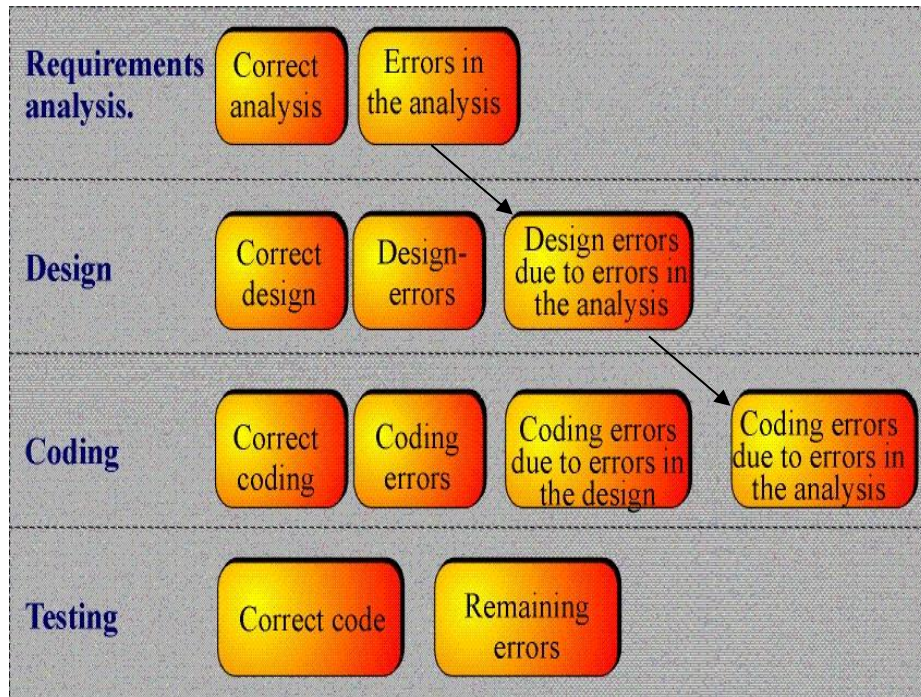 Requirements
analysis.
Correct
analysis
Errors in
the analysis
Design
Correct
design
Design-
errors
Design errors
due to errors in
the analysis
Coding
Correct
coding
Coding
errors
Coding errors
due to errors in
the design
Coding errors
due to errors in
the analysis
Testing
Correct code
Remaining
errors